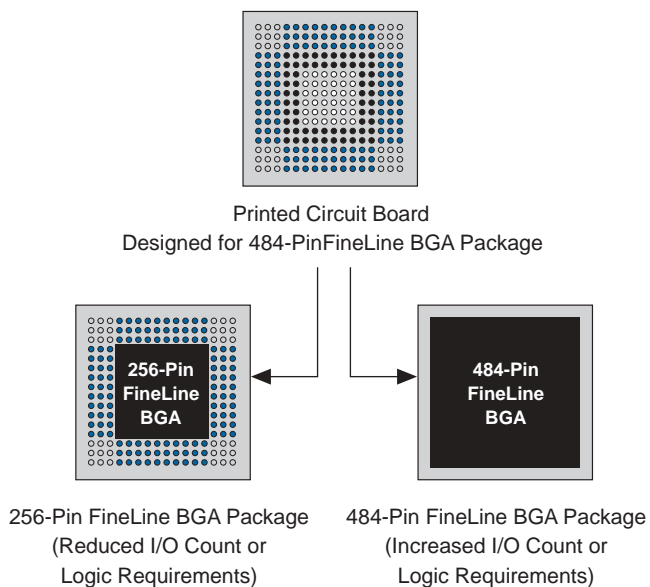 Printed Circuit Board
Designed for 484-PinFineLine BGA Package
256-Pin
FineLine
BGA
484-Pin
FineLine
BGA
256-Pin FineLine BGA Package
(Reduced I/O Count or
Logic Requirements)
484-Pin FineLine BGA Package
(Increased I/O Count or
Logic Requirements)